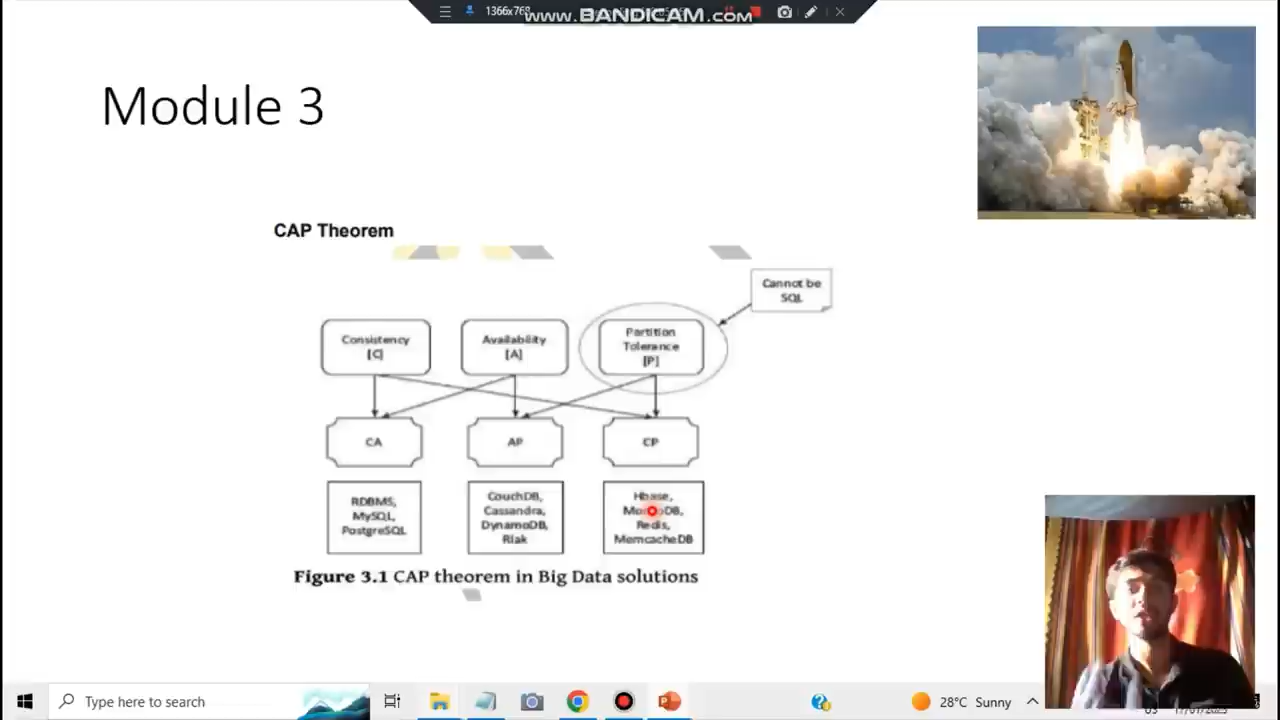 1366x768
www.BANDICAM.com
Module 3
CAP Theorem
Cannot be
SQL
Consistency
[C]
Availability
[A]
Partition
Tolerance
[P]
CA
AP
CP
RDBMS,
MySQL,
PostgreSQL
CouchDB,
Cassandra,
DynamoDB,
Riak
Hbase,
MongoDB,
Redis,
MemcacheDB
Figure 3.1 CAP theorem in Big Data solutions
Type here to search
28°C Sunny